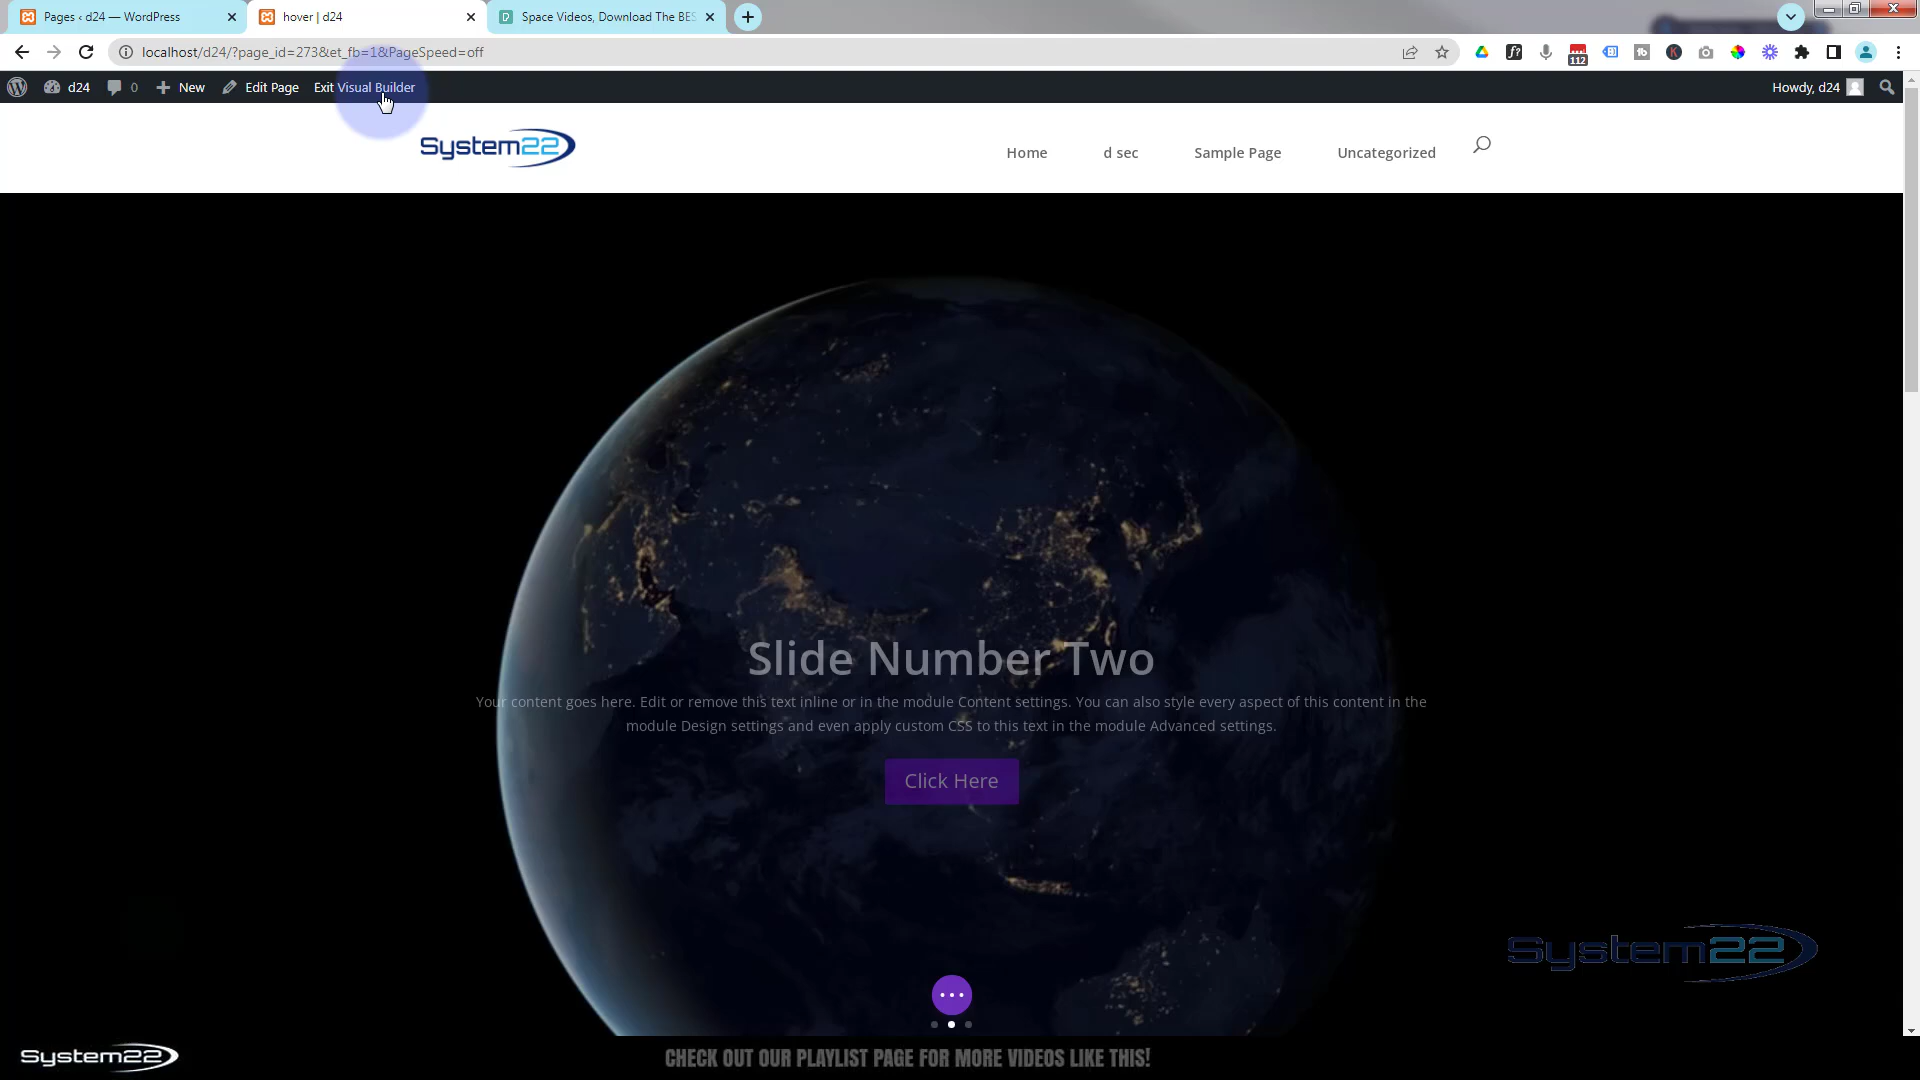 Pages ‹ d24 — WordPress
hover | d24
Space Videos, Download The BES
localhost/d24/?page_id=273&et_fb=1&PageSpeed=off
112
d24
0
New
Edit Page
Exit Visual Builder
Howdy, d24
System22
Home
d sec
Sample Page
Uncategorized
Slide Number Two
Your content goes here. Edit or remove this text inline or in the module Content settings. You can also style every aspect of this content in the
module Design settings and even apply custom CSS to this text in the module Advanced settings.
Click Here
System22
System22
CHECK OUT OUR PLAYLIST PAGE FOR MORE VIDEOS LIKE THIS!